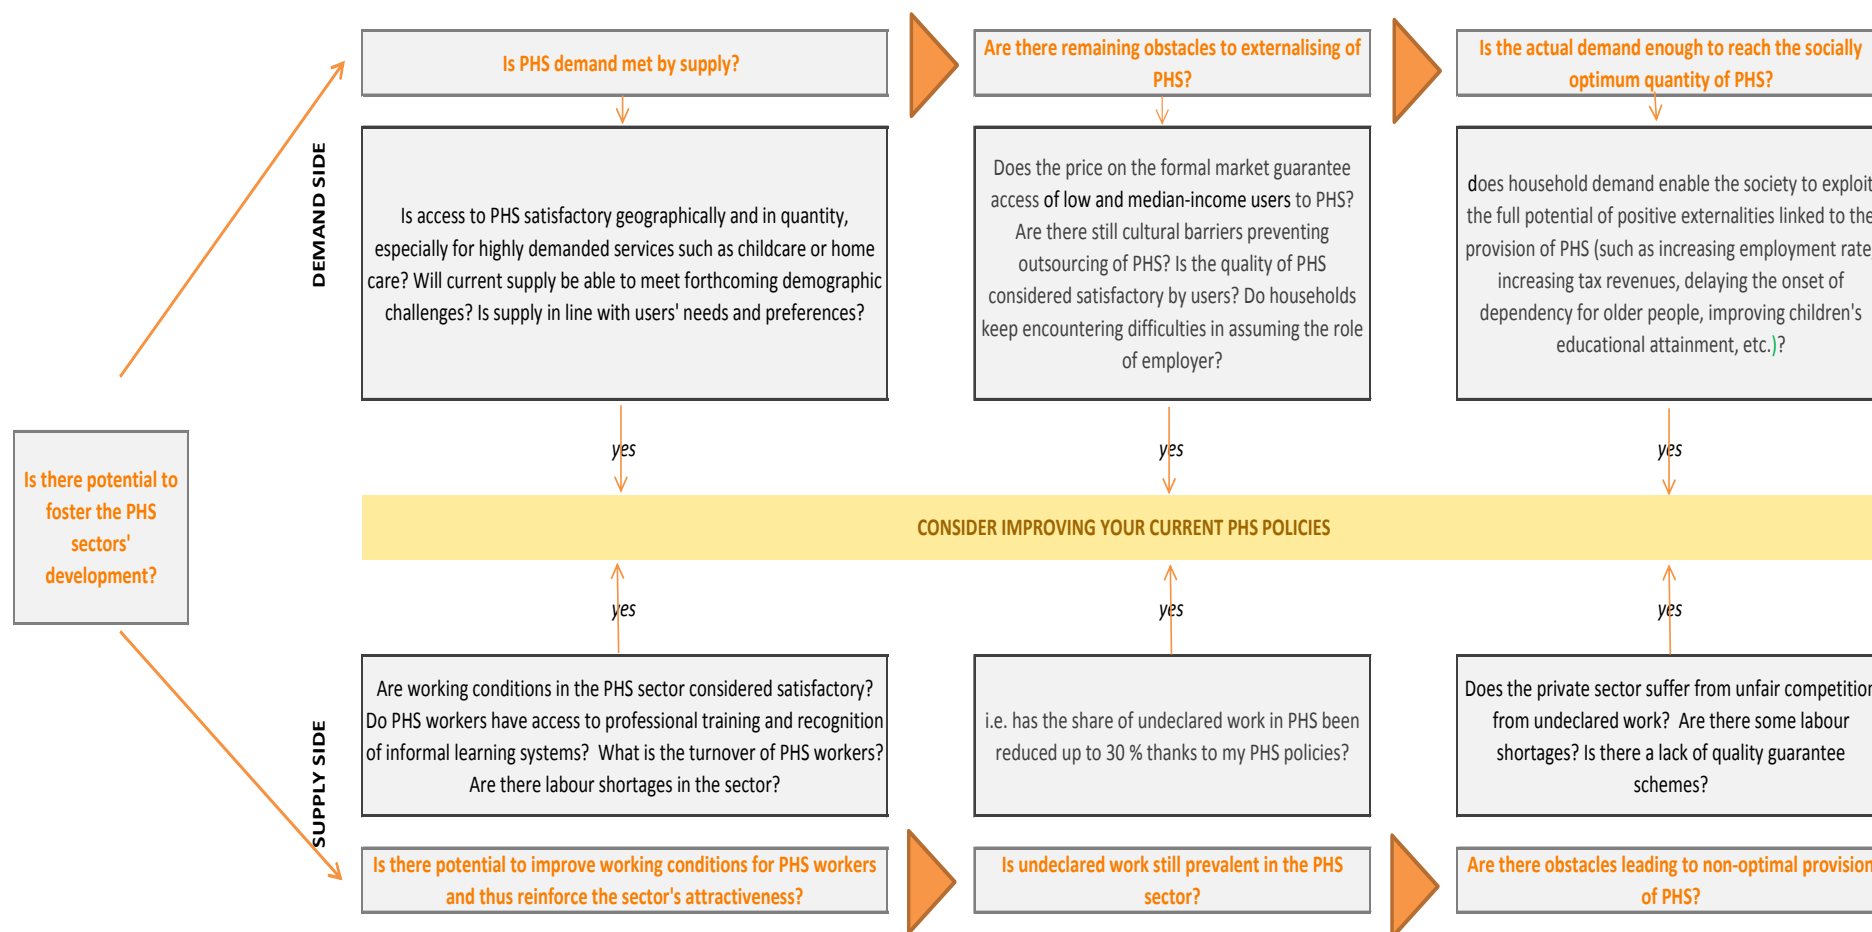 Is PHS demand met by supply?
Are there remaining obstacles to externalising of
PHS?
Is the actual demand enough to reach the socially
optimum quantity of PHS?
DEMAND SIDE
Is access to PHS satisfactory geographically and in quantity,
especially for highly demanded services such as childcare or home
care? Will current supply be able to meet forthcoming demographic
challenges? Is supply in line with users' needs and preferences?
Does the price on the formal market guarantee
access of low and median-income users to PHS?
Are there still cultural barriers preventing
outsourcing of PHS? Is the quality of PHS
considered satisfactory by users? Do households
keep encountering difficulties in assuming the role
of employer?
does household demand enable the society to exploit
the full potential of positive externalities linked to the
provision of PHS (such as increasing employment rate,
increasing tax revenues, delaying the onset of
dependency for older people, improving children's
educational attainment, etc.)?
yes
yes
yes
Is there potential to
foster the PHS
sectors'
development?
CONSIDER IMPROVING YOUR CURRENT PHS POLICIES
yes
yes
yes
SUPPLY SIDE
Are working conditions in the PHS sector considered satisfactory?
Do PHS workers have access to professional training and recognition
of informal learning systems?  What is the turnover of PHS workers?
Are there labour shortages in the sector?
i.e. has the share of undeclared work in PHS been
reduced up to 30 % thanks to my PHS policies?
Does the private sector suffer from unfair competition
from undeclared work?  Are there some labour
shortages? Is there a lack of quality guarantee
schemes?
Is there potential to improve working conditions for PHS workers
and thus reinforce the sector's attractiveness?
Is undeclared work still prevalent in the PHS
sector?
Are there obstacles leading to non-optimal provision
of PHS?